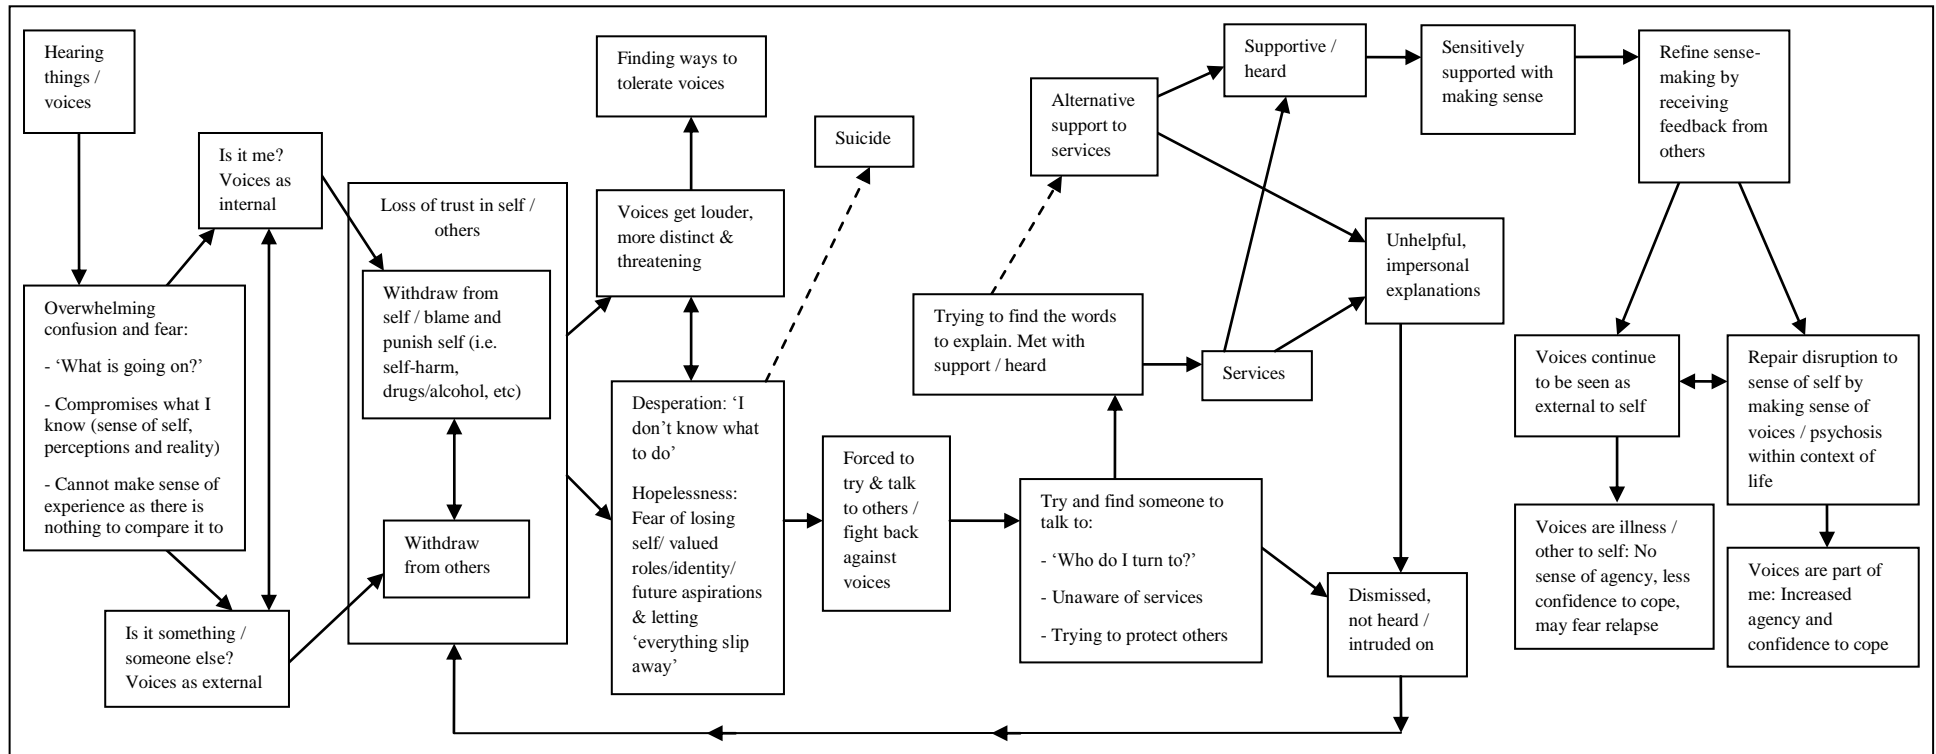 Hearing
things /
voices
Overwhelming
confusion and fear:
- ‘What is going on?’
- Compromises what I
know (sense of self,
perceptions and reality)
- Cannot make sense of
experience as there is
nothing to compare it to
Is it me?
Voices as
internal
Is it something /
someone else?
Voices as external
Loss of trust in self /
others
Withdraw from
self / blame and
punish self (i.e.
self-harm,
drugs/alcohol, etc)
Withdraw
from others
Finding ways to
tolerate voices
Voices get louder,
more distinct &
threatening
Desperation: ‘I
don’t know what
to do’
Hopelessness:
Fear of losing
self/ valued
roles/identity/
future aspirations
& letting
‘everything slip
away’
Suicide
Forced to
try & talk
to others /
fight back
against
voices
Trying to find the words
to explain. Met with
support / heard
Try and find someone to
talk to:
- ‘Who do I turn to?’
- Unaware of services
- Trying to protect others
Alternative
support to
services
Services
Supportive /
heard
Unhelpful,
impersonal
explanations
Dismissed,
not heard /
intruded on
Sensitively
supported with
making sense
Refine sense-
making by
receiving
feedback from
others
Voices continue
to be seen as
external to self
Voices are illness /
other to self: No
sense of agency, less
confidence to cope,
may fear relapse
Repair disruption to
sense of self by
making sense of
voices / psychosis
within context of
life
Voices are part of
me: Increased
agency and
confidence to cope